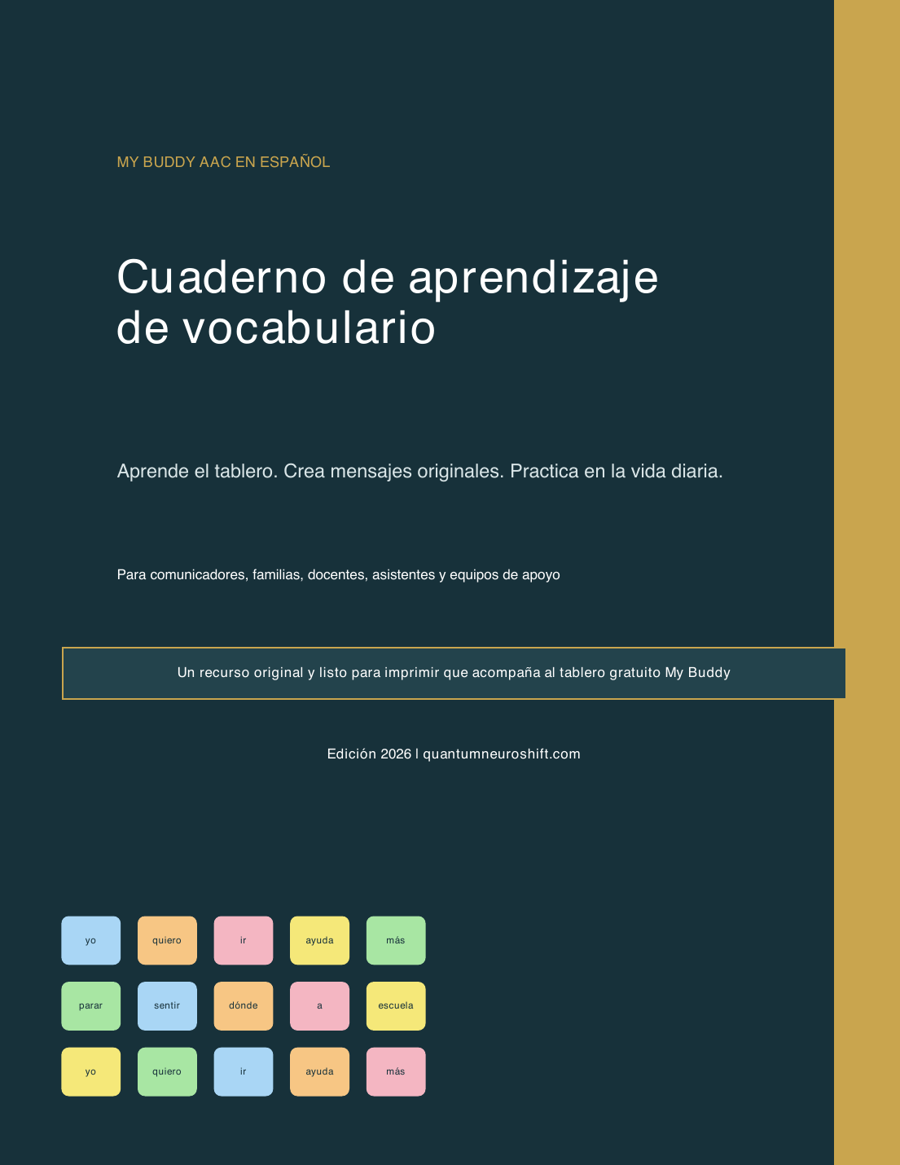 MY BUDDY AAC EN ESPAÑOL
Cuaderno de aprendizaje
de vocabulario
Aprende el tablero. Crea mensajes originales. Practica en la vida diaria.
Para comunicadores, familias, docentes, asistentes y equipos de apoyo
Un recurso original y listo para imprimir que acompaña al tablero gratuito My Buddy
Edición 2026 | quantumneuroshift.com
yo quiero ir ayuda más
parar sentir dónde a escuela
yo quiero ir ayuda más